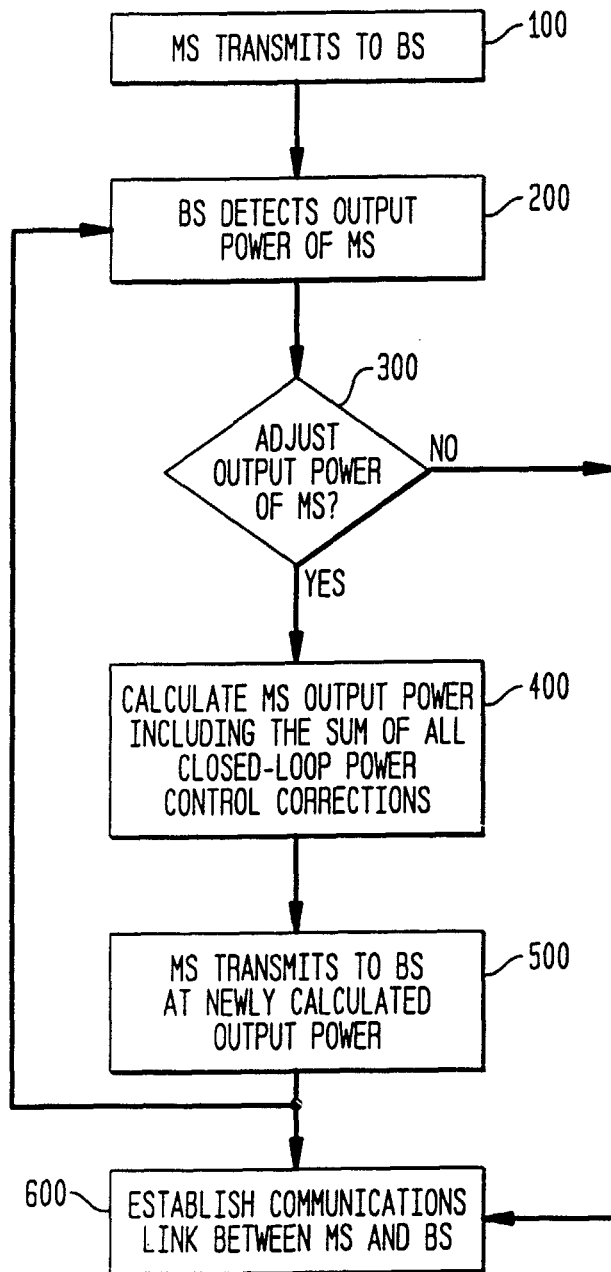 MS TRANSMITS TO BS
100
BS DETECTS OUTPUT
POWER OF MS
200
300
ADJUST
OUTPUT POWER
OF MS?
NO
YES
CALCULATE MS OUTPUT POWER
INCLUDING THE SUM OF ALL
CLOSED-LOOP POWER
CONTROL CORRECTIONS
400
MS TRANSMITS TO BS
AT NEWLY CALCULATED
OUTPUT POWER
500
600
ESTABLISH COMMUNICATIONS
LINK BETWEEN MS AND BS